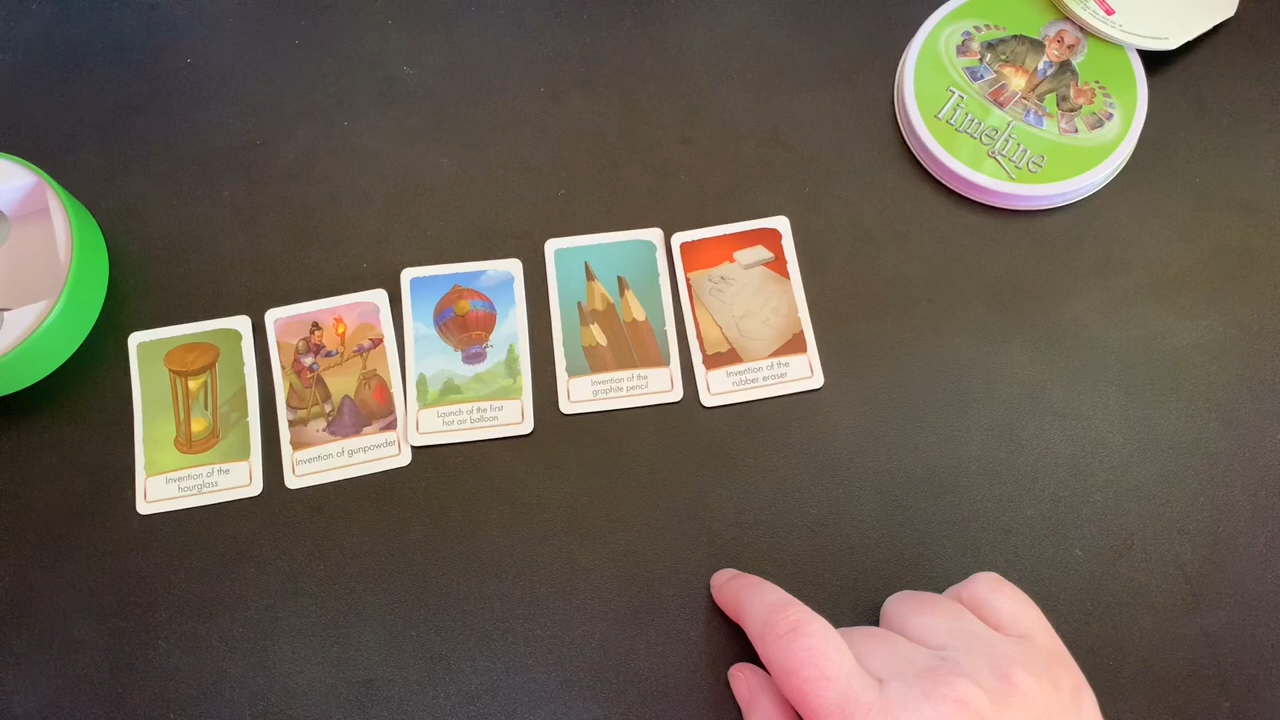 Timeline
Invention of the
hourglass
Invention of gunpowder
Launch of the first
hot air balloon
Invention of the
graphite pencil
Invention of the
rubber eraser